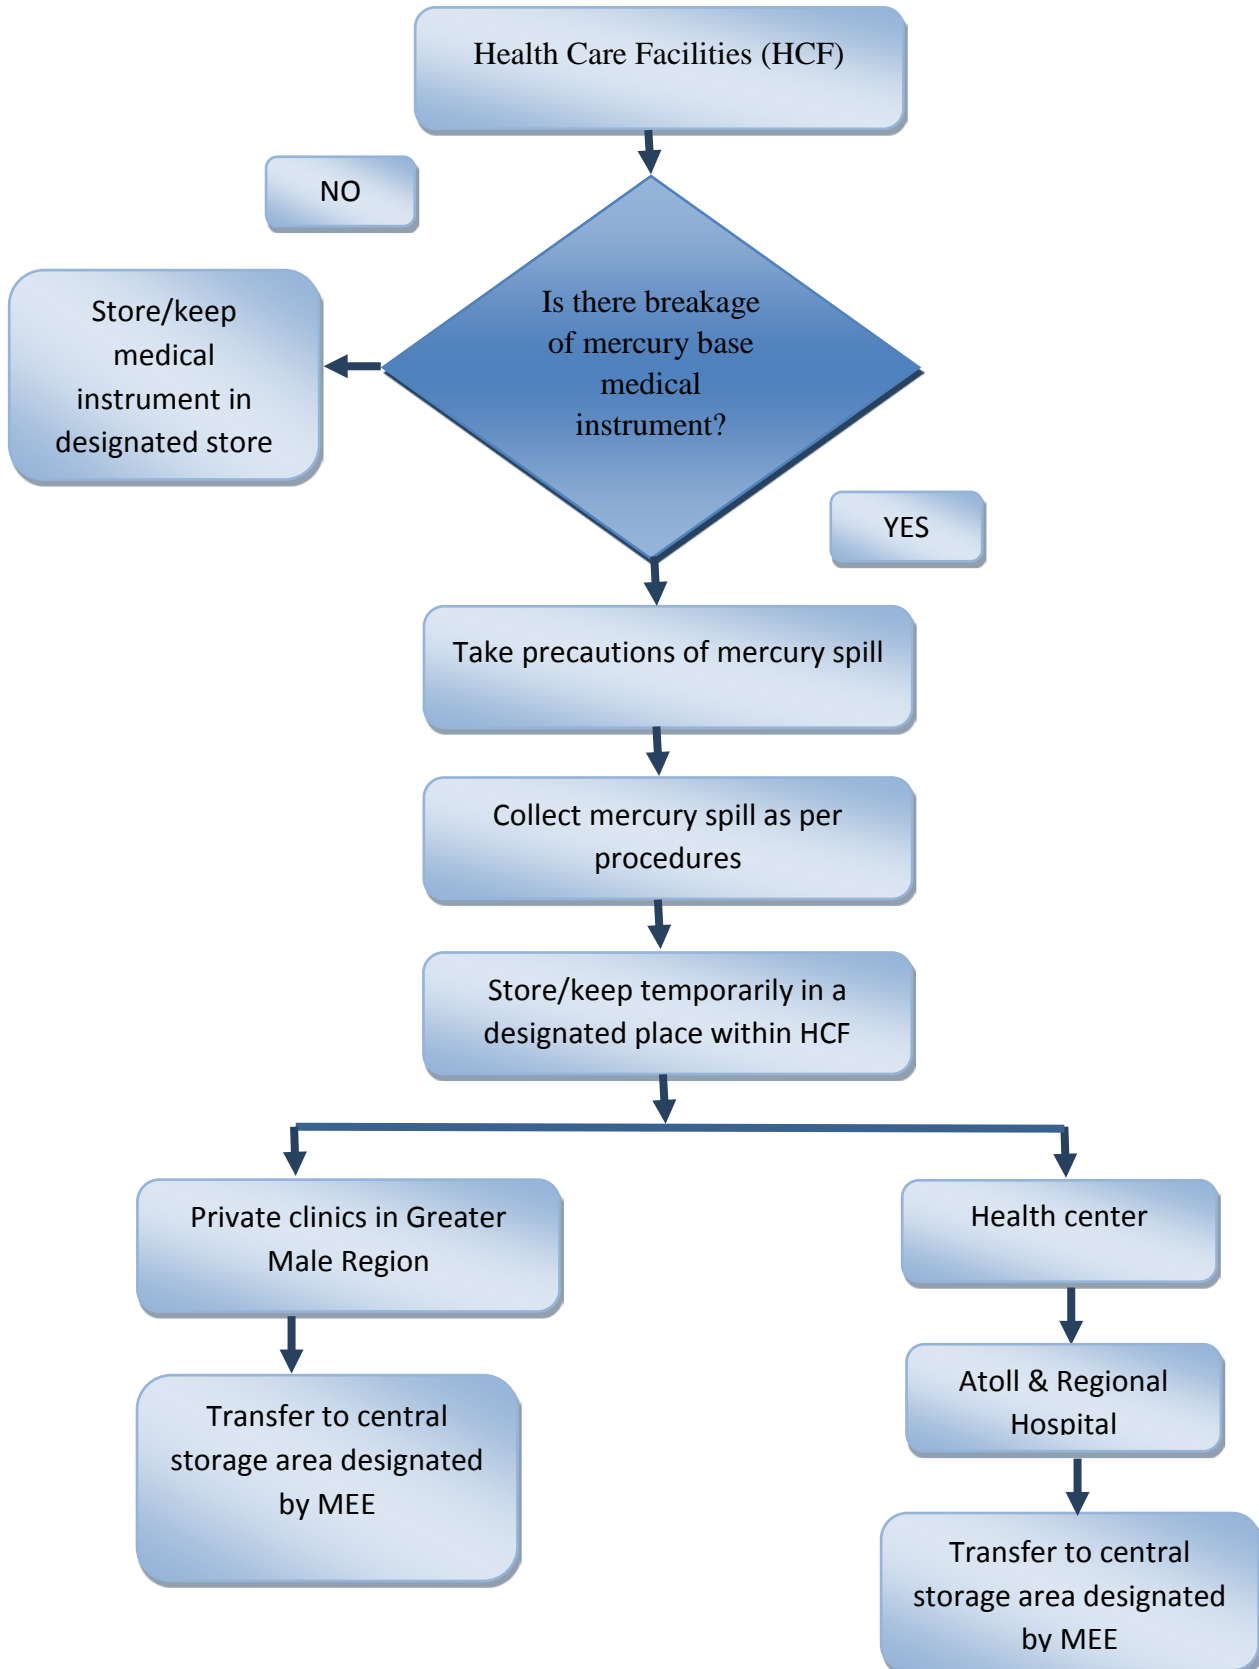 Health Care Facilities (HCF)
NO
Is there breakage
of mercury base
medical
instrument?
Store/keep
medical
instrument in
designated store
YES
Take precautions of mercury spill
Collect mercury spill as per
procedures
Store/keep temporarily in a
designated place within HCF
Private clinics in Greater
Male Region
Transfer to central
storage area designated
by MEE
Health center
Atoll & Regional
Hospital
Transfer to central
storage area designated
by MEE